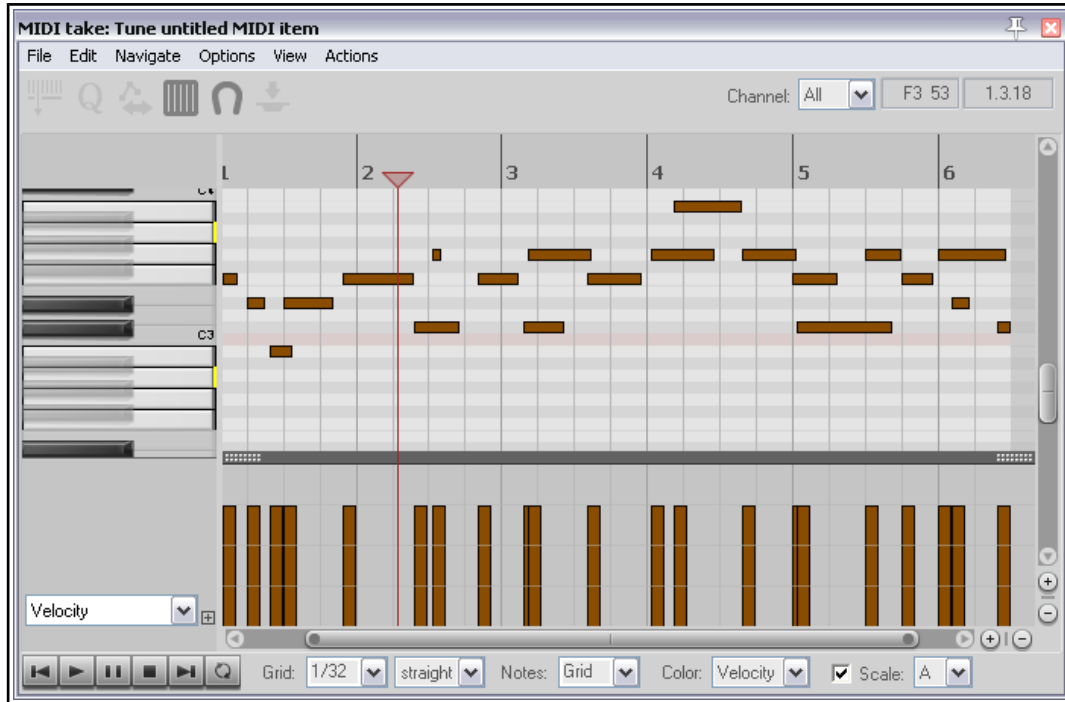 MIDI take: Tune untitled MIDI item
File Edit Navigate Options View Actions
Q Channel: All F3 53 1.3.18
2 3 4 5 6
C3
Velocity
Grid: 1/32 straight Notes: Grid Color: Velocity Scale: A